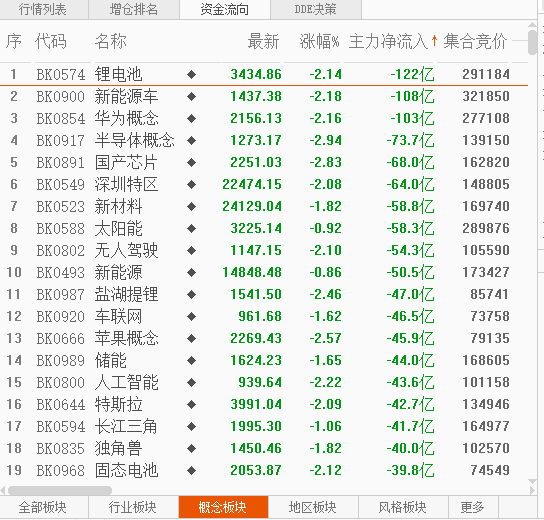 行情列表 增仓排名 资金流向 DDE决策
序 代码 名称 最新 涨幅% 主力净流入↑ 集合竞价
1 BK0574 锂电池 ◆ 3434.86 -2.14 -122亿 291184
2 BK0900 新能源车 ◆ 1437.38 -2.18 -108亿 321850
3 BK0854 华为概念 ◆ 2156.13 -2.16 -103亿 277108
4 BK0917 半导体概念 ◆ 1273.17 -2.94 -73.7亿 139150
5 BK0891 国产芯片 ◆ 2251.03 -2.83 -68.0亿 162820
6 BK0549 深圳特区 ◆ 22474.15 -2.08 -64.0亿 148805
7 BK0523 新材料 ◆ 24129.04 -1.82 -58.8亿 169740
8 BK0588 太阳能 ◆ 3225.14 -0.92 -58.3亿 289876
9 BK0802 无人驾驶 ◆ 1147.15 -2.10 -54.3亿 105590
10 BK0493 新能源 ◆ 14848.48 -0.86 -50.5亿 173427
11 BK0987 盐湖提锂 ◆ 1541.50 -2.46 -47.0亿 85741
12 BK0920 车联网 ◆ 961.68 -1.62 -46.5亿 73758
13 BK0666 苹果概念 ◆ 2269.43 -2.57 -45.9亿 79135
14 BK0989 储能 ◆ 1624.23 -1.65 -44.0亿 168605
15 BK0800 人工智能 ◆ 939.64 -2.22 -43.6亿 101158
16 BK0644 特斯拉 ◆ 3991.04 -2.09 -42.7亿 134946
17 BK0594 长江三角 ◆ 1995.30 -1.06 -41.7亿 164977
18 BK0835 独角兽 ◆ 1450.46 -1.82 -40.0亿 102570
19 BK0968 固态电池 ◆ 2053.87 -2.12 -39.8亿 74549
全部板块 行业板块 概念板块 地区板块 风格板块 更多